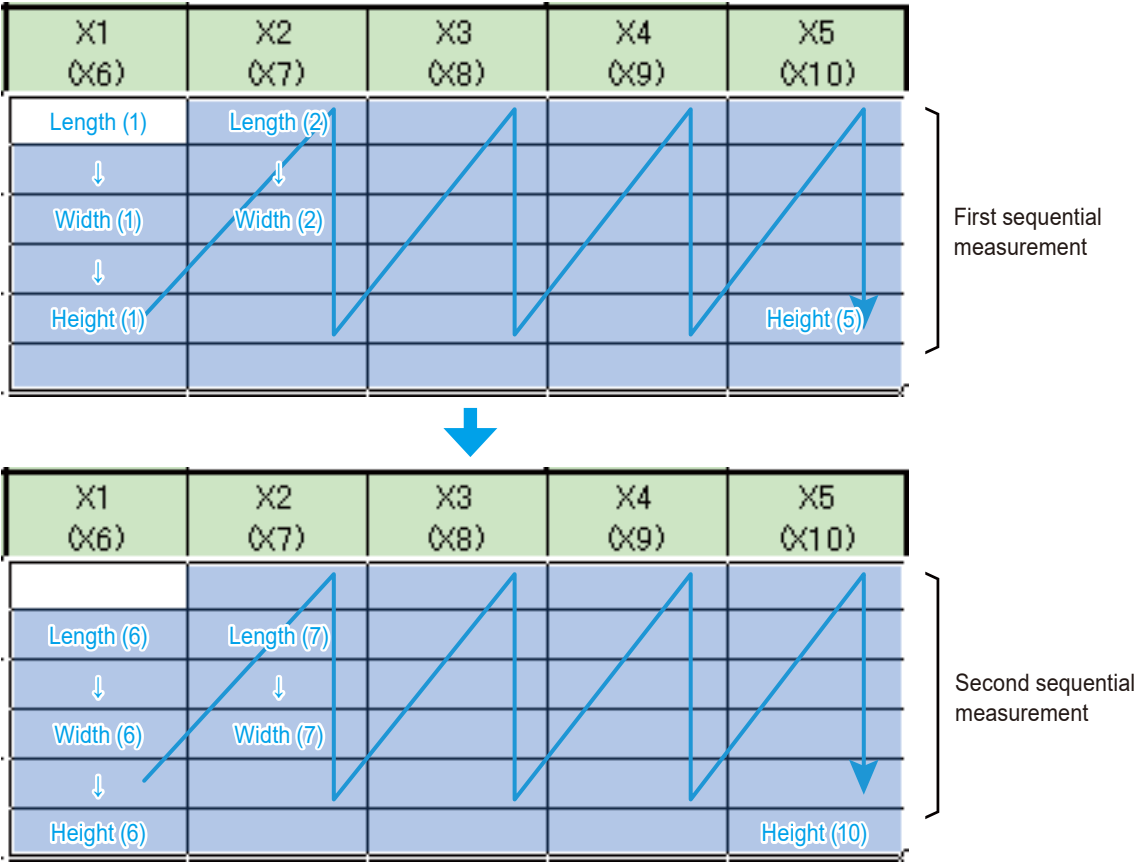 X1 X2 X3 X4 X5
(X6) (X7) (X8) (X9) (X10)
Length (1) Length (2)
↓ ↓
Width (1) Width (2)
↓
Height (1) Height (5)
First sequential
measurement
X1 X2 X3 X4 X5
(X6) (X7) (X8) (X9) (X10)
Length (6) Length (7)
↓ ↓
Width (6) Width (7)
↓
Height (6) Height (10)
Second sequential
measurement